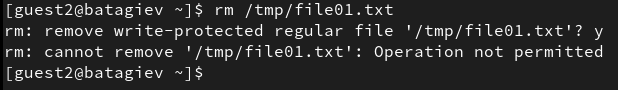 [guest2@batagiev ~]$ rm /tmp/file01.txt
rm: remove write-protected regular file '/tmp/file01.txt'? y
rm: cannot remove '/tmp/file01.txt': Operation not permitted
[guest2@batagiev ~]$